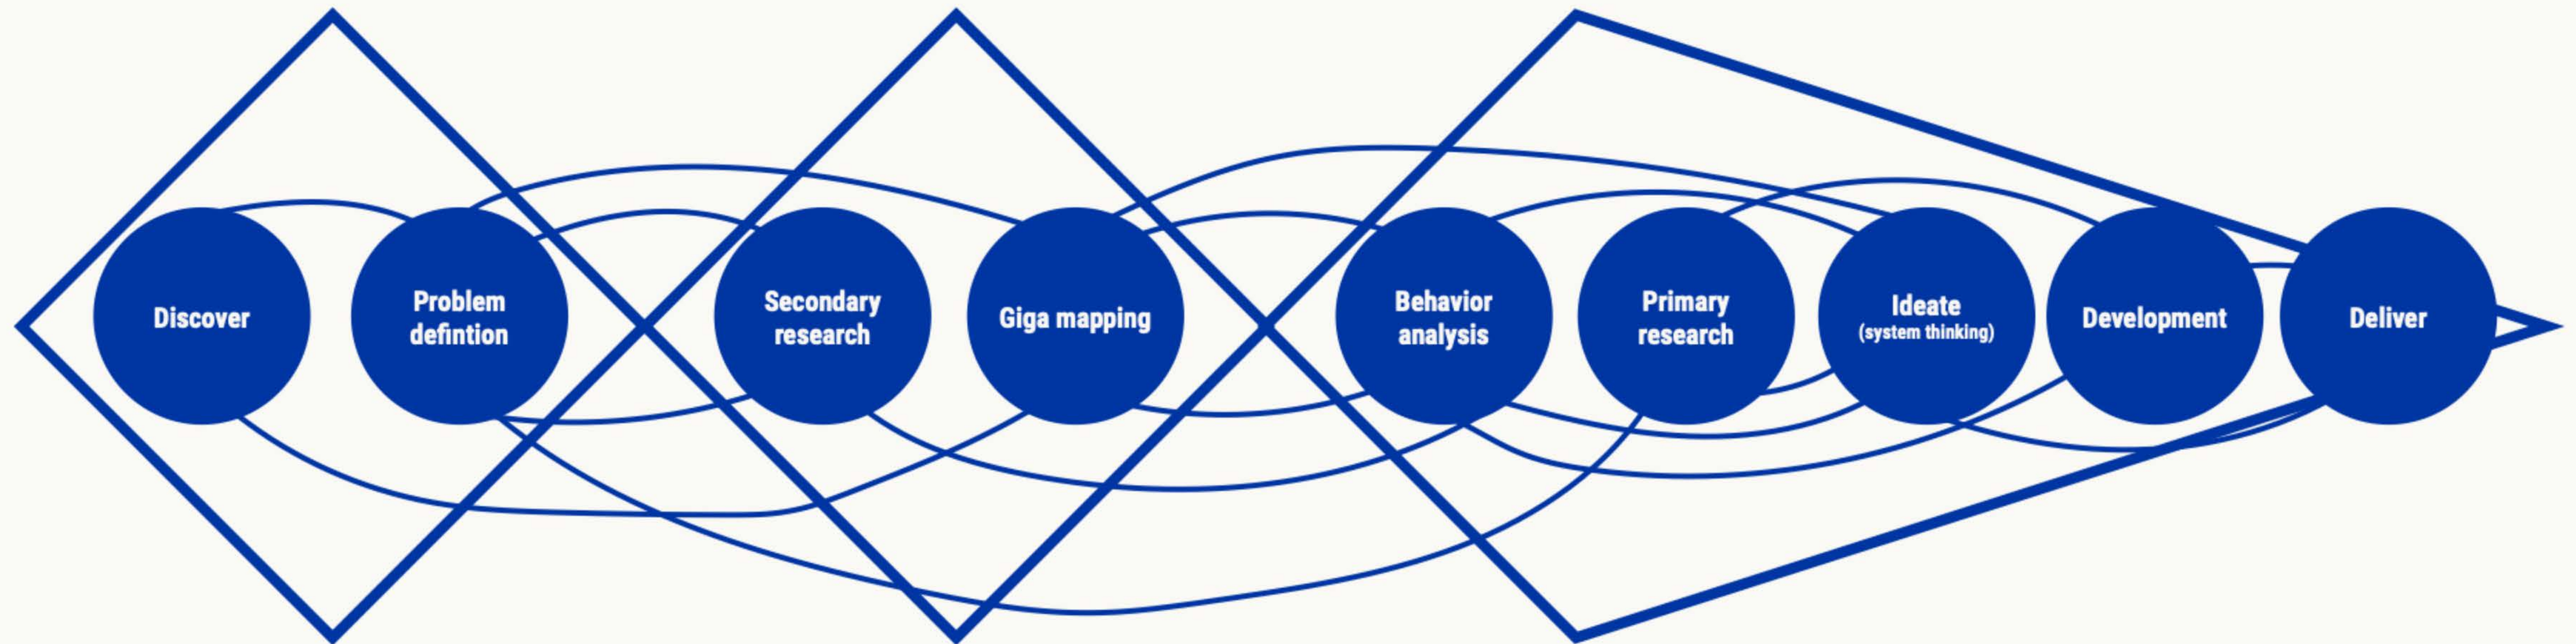 Discover
Problem
defintion
Secondary
research
Giga mapping
Behavior
analysis
Primary
research
Ideate
(system thinking)
Development
Deliver